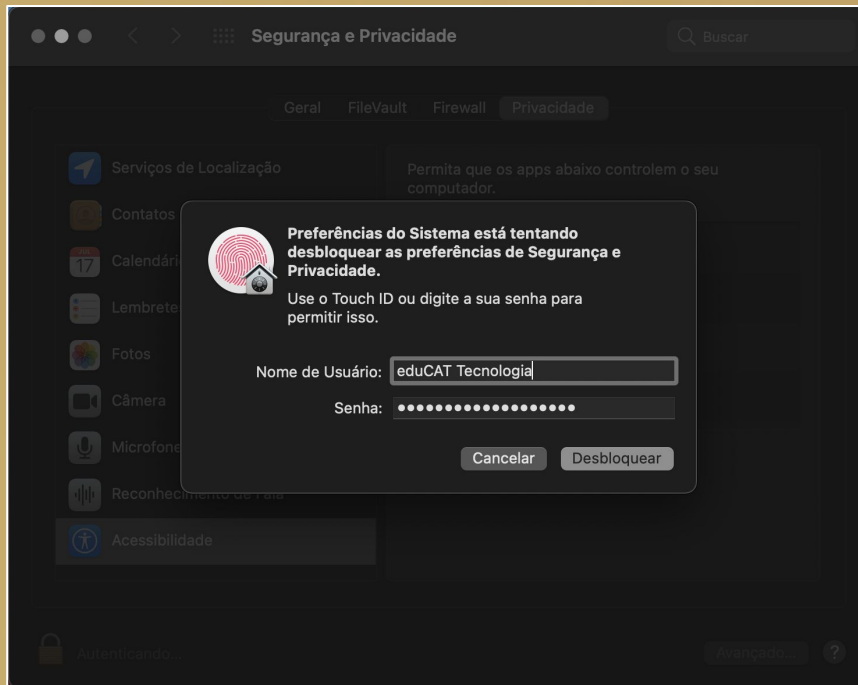 Segurança e Privacidade
Buscar
Geral FileVault Firewall Privacidade
Serviços de Localização
Contatos
Calendári
Lembrete
Fotos
Câmera
Microfone
Reconhecimento de Fala
Acessibilidade
Permita que os apps abaixo controlem o seu
computador.
17
Preferências do Sistema está tentando
desbloquear as preferências de Segurança e
Privacidade.
Use o Touch ID ou digite a sua senha para
permitir isso.
Nome de Usuário: eduCAT Tecnologia
Senha: ●●●●●●●●●●●●●●●●●●●
Cancelar Desbloquear
Autenticando...
Avançado... ?